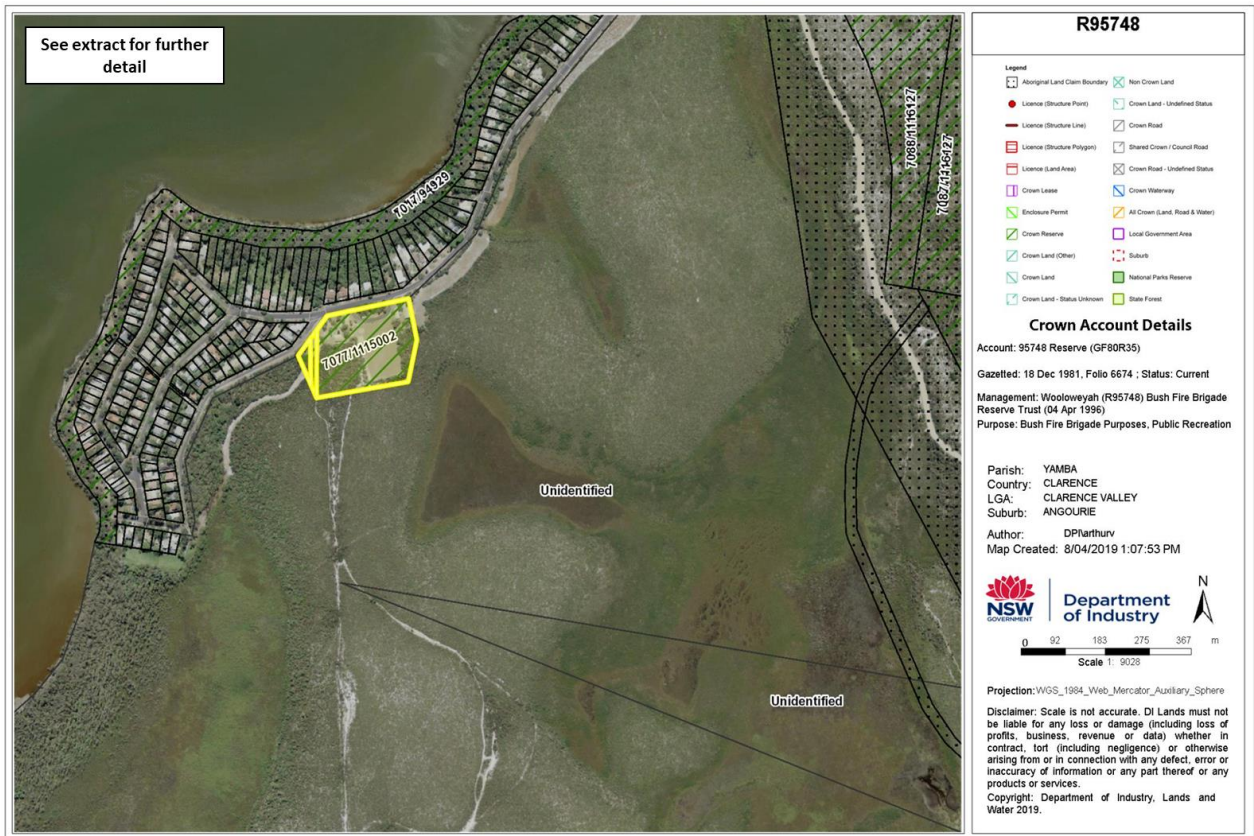 See extract for further
detail
7017/94929
7088/1116127
7082/1116127
7077/1115002
Unidentified
Unidentified
R95748
Legend
Aboriginal Land Claim Boundary
Non Crown Land
Licence (Structure Point)
Crown Land - Undefined Status
Licence (Structure Line)
Crown Road
Licence (Structure Polygon)
Shared Crown / Council Road
Licence (Land Area)
Crown Road - Undefined Status
Crown Lease
Crown Waterway
Enclosure Permit
All Crown (Land, Road & Water)
Crown Reserve
Local Government Area
Crown Land (Other)
Suburb
Crown Land
National Parks Reserve
Crown Land - Status Unknown
State Forest
Crown Account Details
Account: 95748 Reserve (GF80R35)
Gazetted: 18 Dec 1981, Folio 6674 ; Status: Current
Management: Wooloweyah (R95748) Bush Fire Brigade
Reserve Trust (04 Apr 1996)
Purpose: Bush Fire Brigade Purposes, Public Recreation
Parish: YAMBA
Country: CLARENCE
LGA: CLARENCE VALLEY
Suburb: ANGOURIE
Author: DPI\arthurv
Map Created: 8/04/2019 1:07:53 PM
NSW
GOVERNMENT
Department
of Industry
N
0 92 183 275 367 m
Scale 1: 9028
Projection: WGS_1984_Web_Mercator_Auxiliary_Sphere
Disclaimer: Scale is not accurate. DI Lands must not
be liable for any loss or damage (including loss of
profits, business, revenue or data) whether in
contract, tort (including negligence) or otherwise
arising from or in connection with any defect, error or
inaccuracy of information or any part thereof or any
products or services.
Copyright: Department of Industry, Lands and
Water 2019.